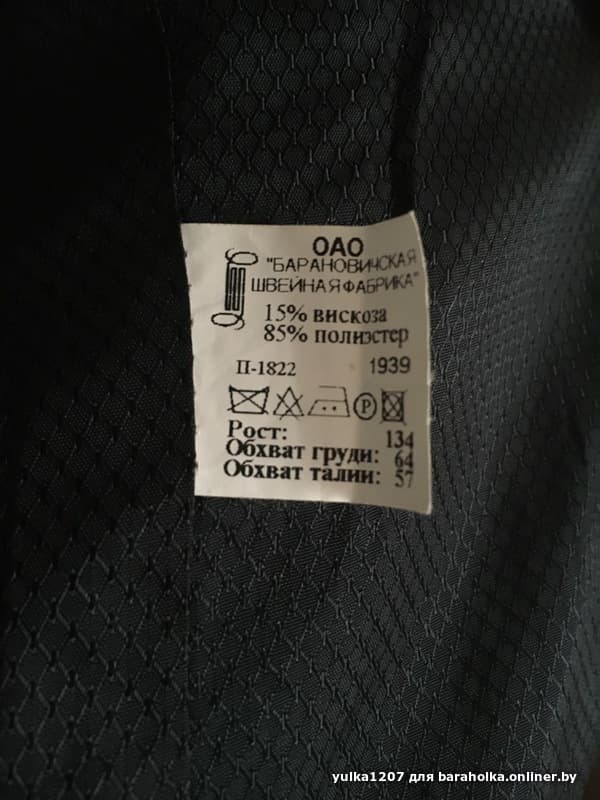 ОАО
"БАРАНОВИЧСКАЯ
ШВЕЙНАЯ ФАБРИКА"
15% вискоза
85% полиэстер
П-1822 1939
P
Рост: 134
Обхват груди: 64
Обхват талии: 57
yulka1207 для baraholka.onliner.by